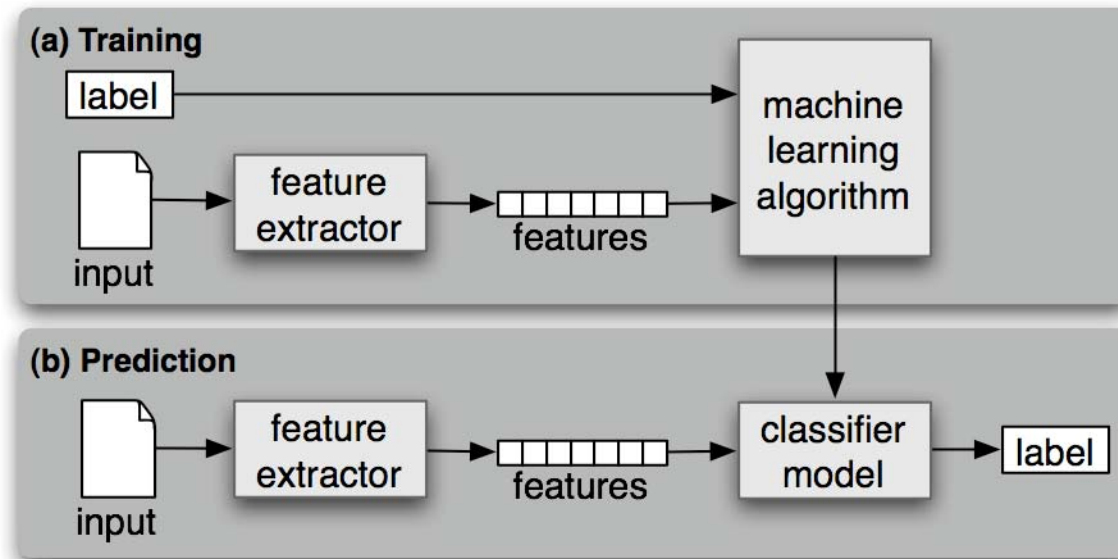 (a) Training
label
machine
learning
algorithm
feature
extractor
features
input
(b) Prediction
feature
extractor
features
input
classifier
model
label